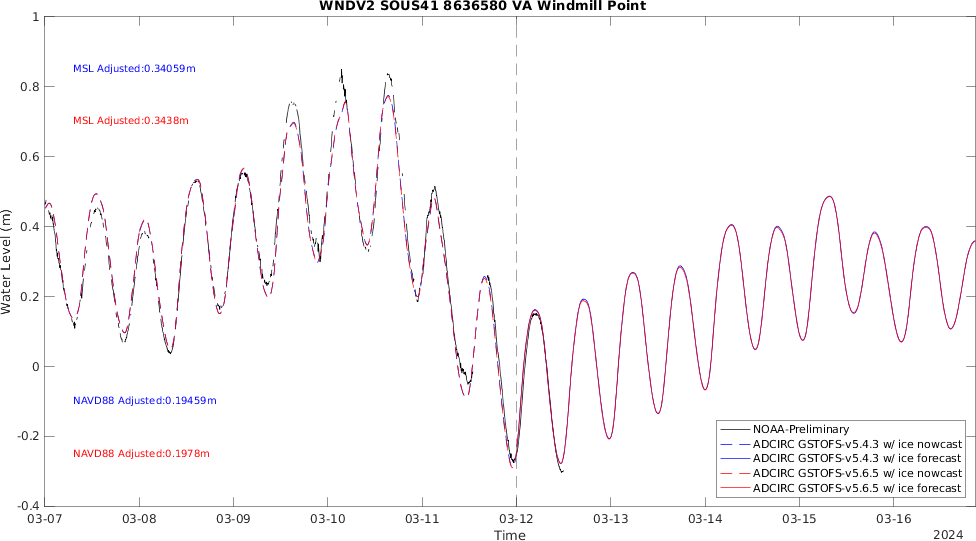 WNDV2 SOUS41 8636580 VA Windmill Point
1
0.8
0.6
0.4
0.2
0
-0.2
-0.4
Water Level (m)
MSL Adjusted:0.34059m
MSL Adjusted:0.3438m
NAVD88 Adjusted:0.19459m
NAVD88 Adjusted:0.1978m
NOAA-Preliminary
ADCIRC GSTOFS-v5.4.3 w/ ice nowcast
ADCIRC GSTOFS-v5.4.3 w/ ice forecast
ADCIRC GSTOFS-v5.6.5 w/ ice nowcast
ADCIRC GSTOFS-v5.6.5 w/ ice forecast
03-07 03-08 03-09 03-10 03-11 03-12 03-13 03-14 03-15 03-16
Time
2024